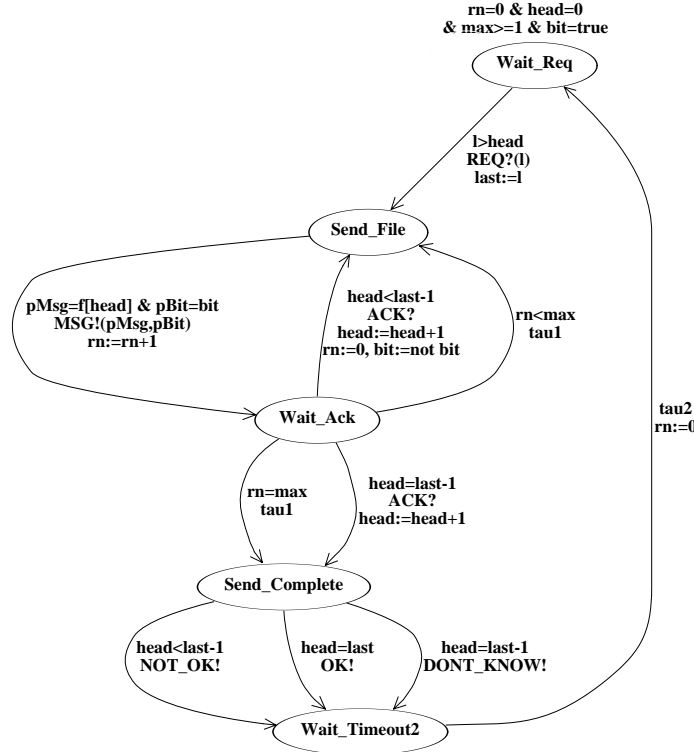 rn=0 & head=0
& max>=1 & bit=true
Wait_Req
l>head
REQ?(l)
last:=l
Send_File
pMsg=f[head] & pBit=bit
MSG!(pMsg,pBit)
rn:=rn+1
head<last-1
ACK?
head:=head+1
rn:=0, bit:=not bit
rn<max
tau1
tau2
rn:=0
Wait_Ack
rn=max
tau1
head=last-1
ACK?
head:=head+1
Send_Complete
head<last-1
NOT_OK!
head=last
OK!
head=last-1
DONT_KNOW!
Wait_Timeout2